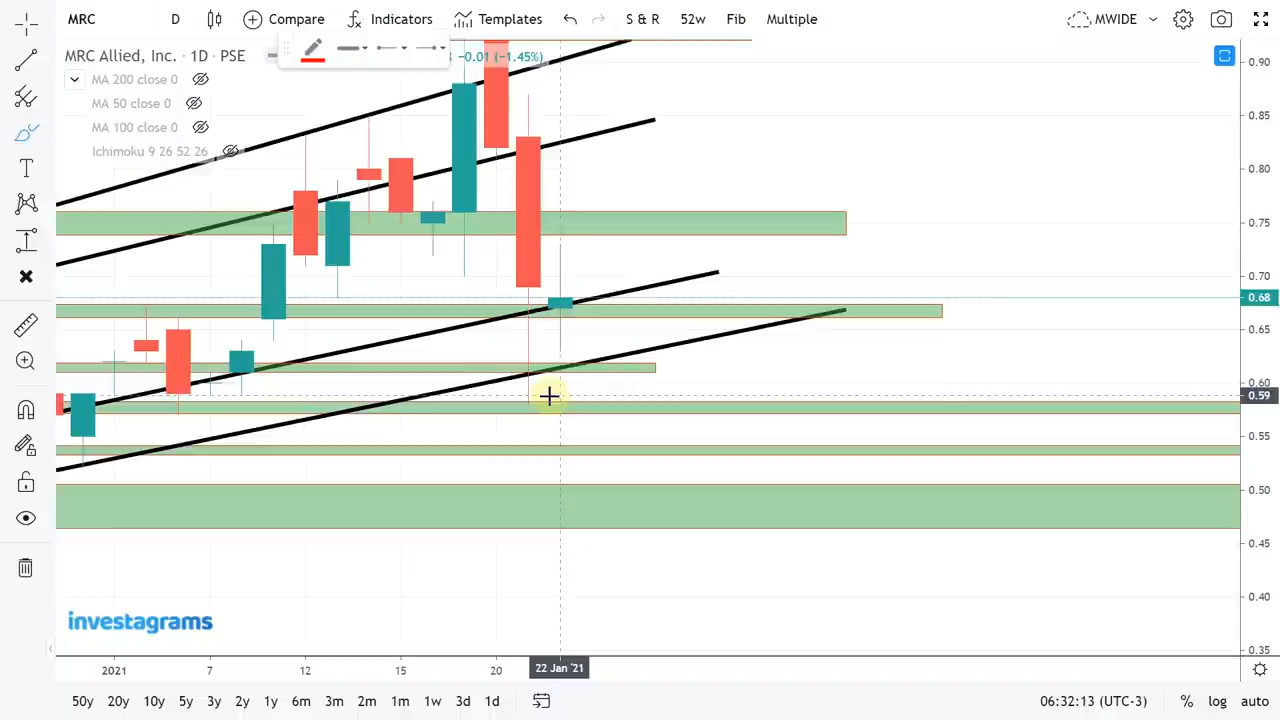 MRC D Compare Indicators Templates S & R 52w Fib Multiple MWIDE
MRC Allied, Inc. · 1D · PSE −0.01 (−1.45%)
MA 200 close 0
MA 50 close 0
MA 100 close 0
Ichimoku 9 26 52 26
0.90
0.85
0.80
0.75
0.70
0.68
0.65
0.60
0.59
0.55
0.50
0.45
0.40
0.35
investagrams
2021 7 12 15 20 22 Jan '21
50y 20y 10y 5y 3y 2y 1y 6m 3m 2m 1m 1w 3d 1d 06:32:13 (UTC-3) % log auto